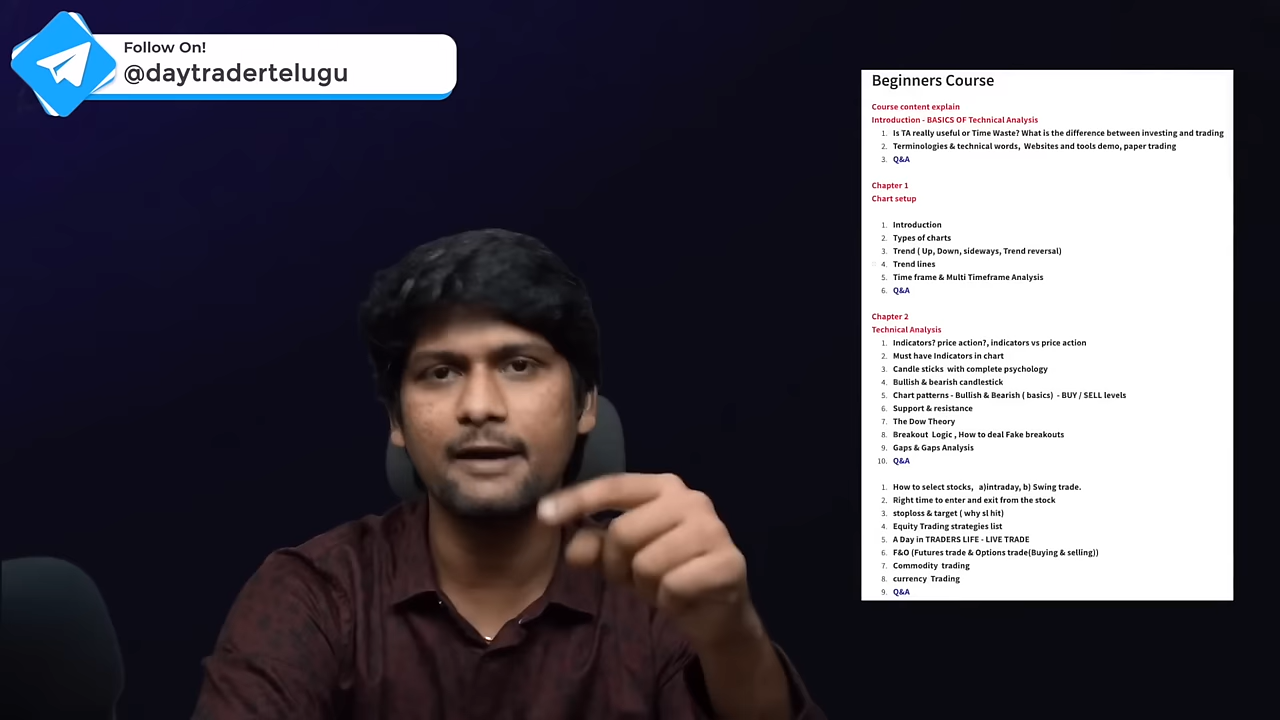 Follow On!
@daytradertelugu
Beginners Course
Course content explain
Introduction - BASICS OF Technical Analysis
1. Is TA really useful or Time Waste? What is the difference between investing and trading
2. Terminologies & technical words, Websites and tools demo, paper trading
3. Q&A
Chapter 1
Chart setup
1. Introduction
2. Types of charts
3. Trend ( Up, Down, sideways, Trend reversal)
4. Trend lines
5. Time frame & Multi Timeframe Analysis
6. Q&A
Chapter 2
Technical Analysis
1. Indicators? price action?, indicators vs price action
2. Must have Indicators in chart
3. Candle sticks with complete psychology
4. Bullish & bearish candlestick
5. Chart patterns - Bullish & Bearish ( basics) - BUY / SELL levels
6. Support & resistance
7. The Dow Theory
8. Breakout Logic , How to deal Fake breakouts
9. Gaps & Gaps Analysis
10. Q&A
1. How to select stocks, a)intraday, b) Swing trade.
2. Right time to enter and exit from the stock
3. stoploss & target ( why sl hit)
4. Equity Trading strategies list
5. A Day in TRADERS LIFE - LIVE TRADE
6. F&O (Futures trade & Options trade(Buying & selling))
7. Commodity trading
8. currency Trading
9. Q&A